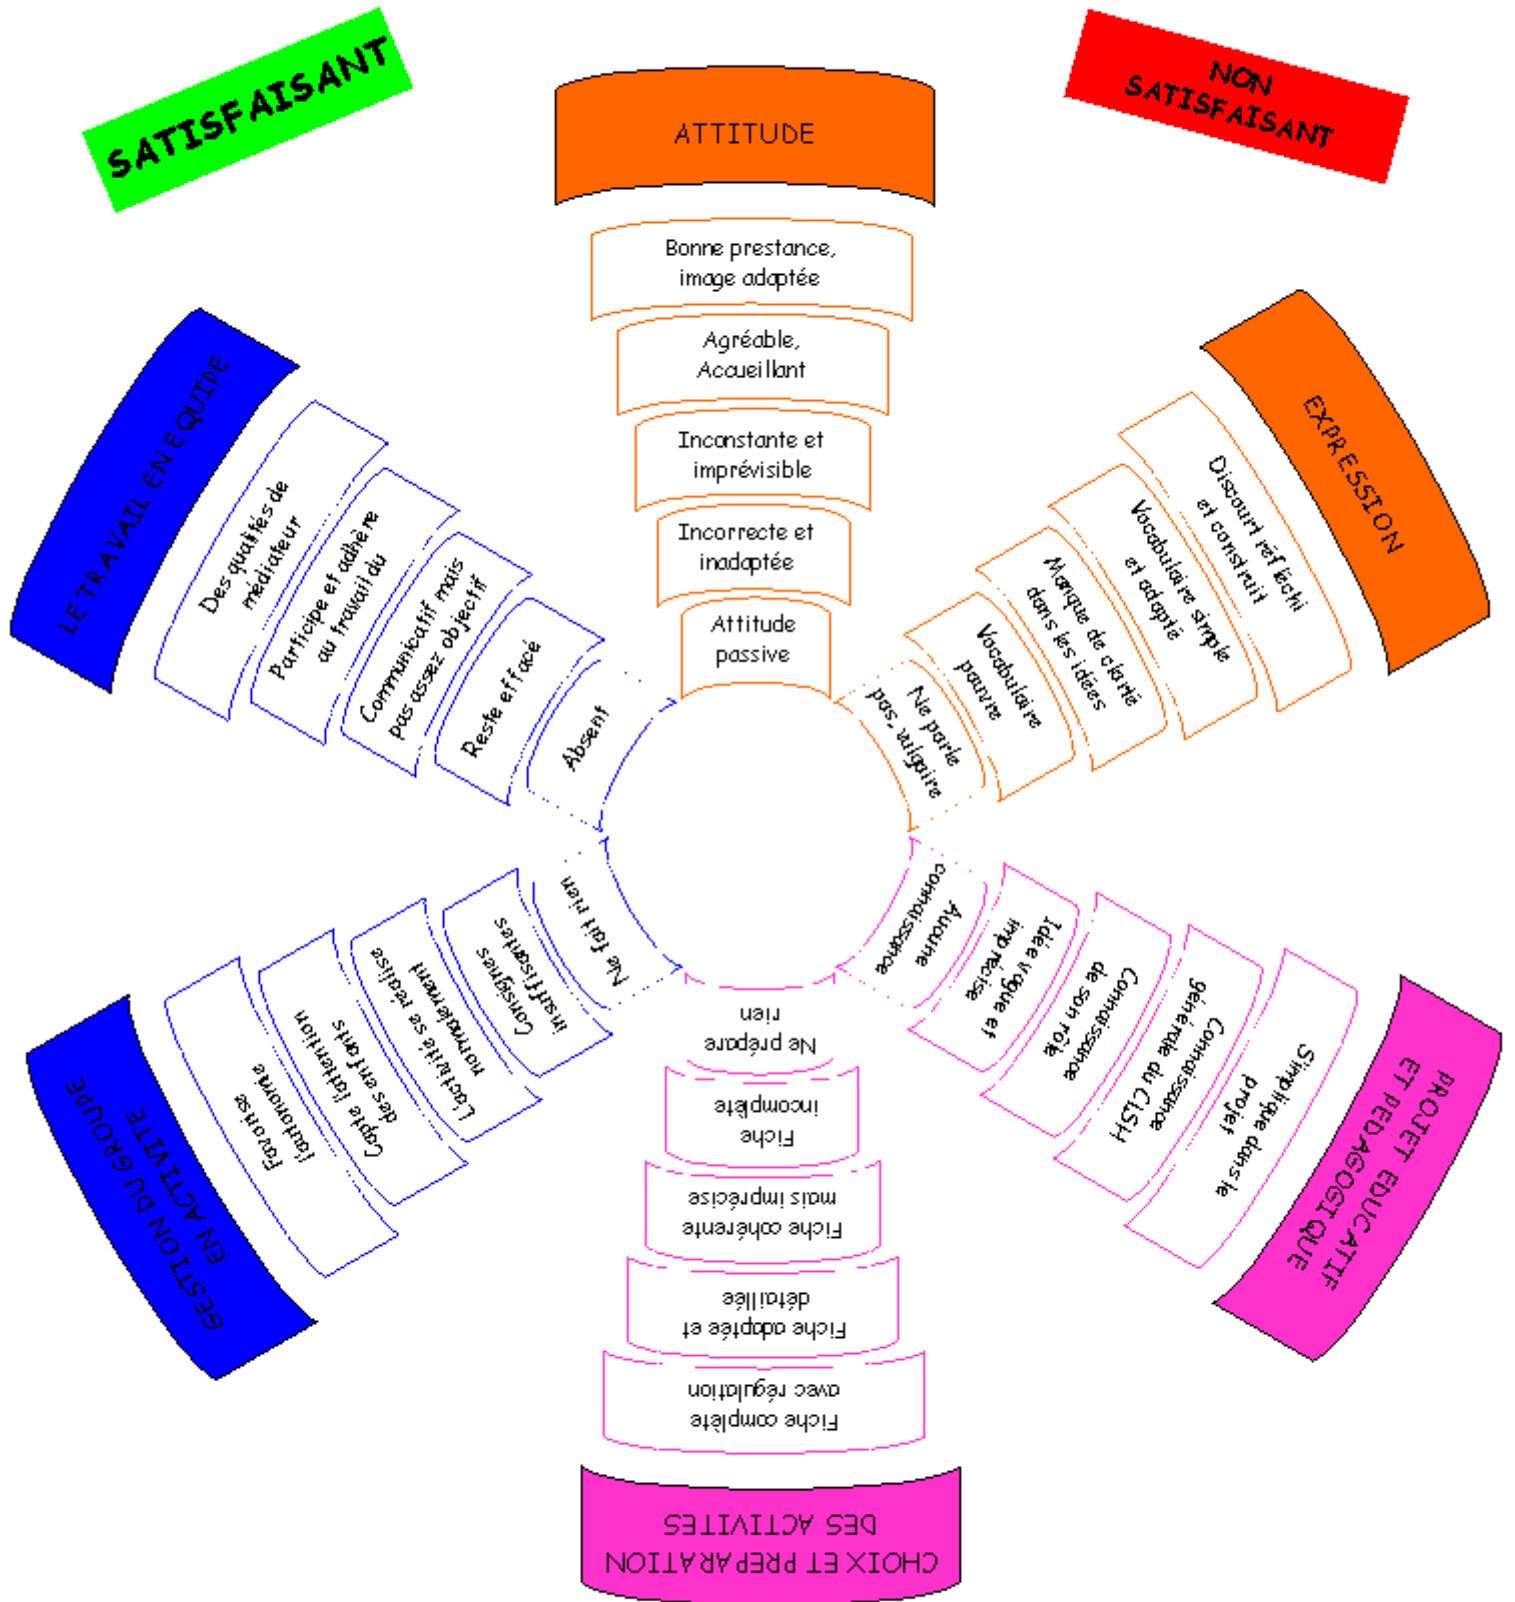 SATISFAISANT
NON
SATISFAISANT
ATTITUDE
Bonne prestance,
image adaptée
Agréable,
Accueillant
Inconstante et
imprévisible
Incorrecte et
inadaptée
Attitude
passive
EXPRESSION
Discourt réfléchi
et construit
Vocabulaire simple
et adapté
Manque de clarté
dans les idées
Vocabulaire
pauvre
Ne parle
pas, vulgaire
PROJET EDUCATIF
ET PEDAGOGIQUE
S'implique dans le
projet
Connaissance
générale du CLSH
Connaissance
de son rôle
Idée vague et
imprécise
Aucune
connaissance
CHOIX ET PREPARATION
DES ACTIVITES
Fiche complète
avec régulation
Fiche adaptée et
détaillée
Fiche cohérente
mais imprécise
Fiche
incomplète
Ne prépare
rien
GESTION DU GROUPE
EN ACTIVITE
Favorise
l'autonomie
Capte l'attention
des enfants
L'activité se réalise
normalement
Consignes
insuffisantes
Ne fait rien
LE TRAVAIL EN EQUIPE
Des qualités de
médiateur
Participe et adhère
au travail du
Communicatif mais
pas assez objectif
Reste effacé
Absent